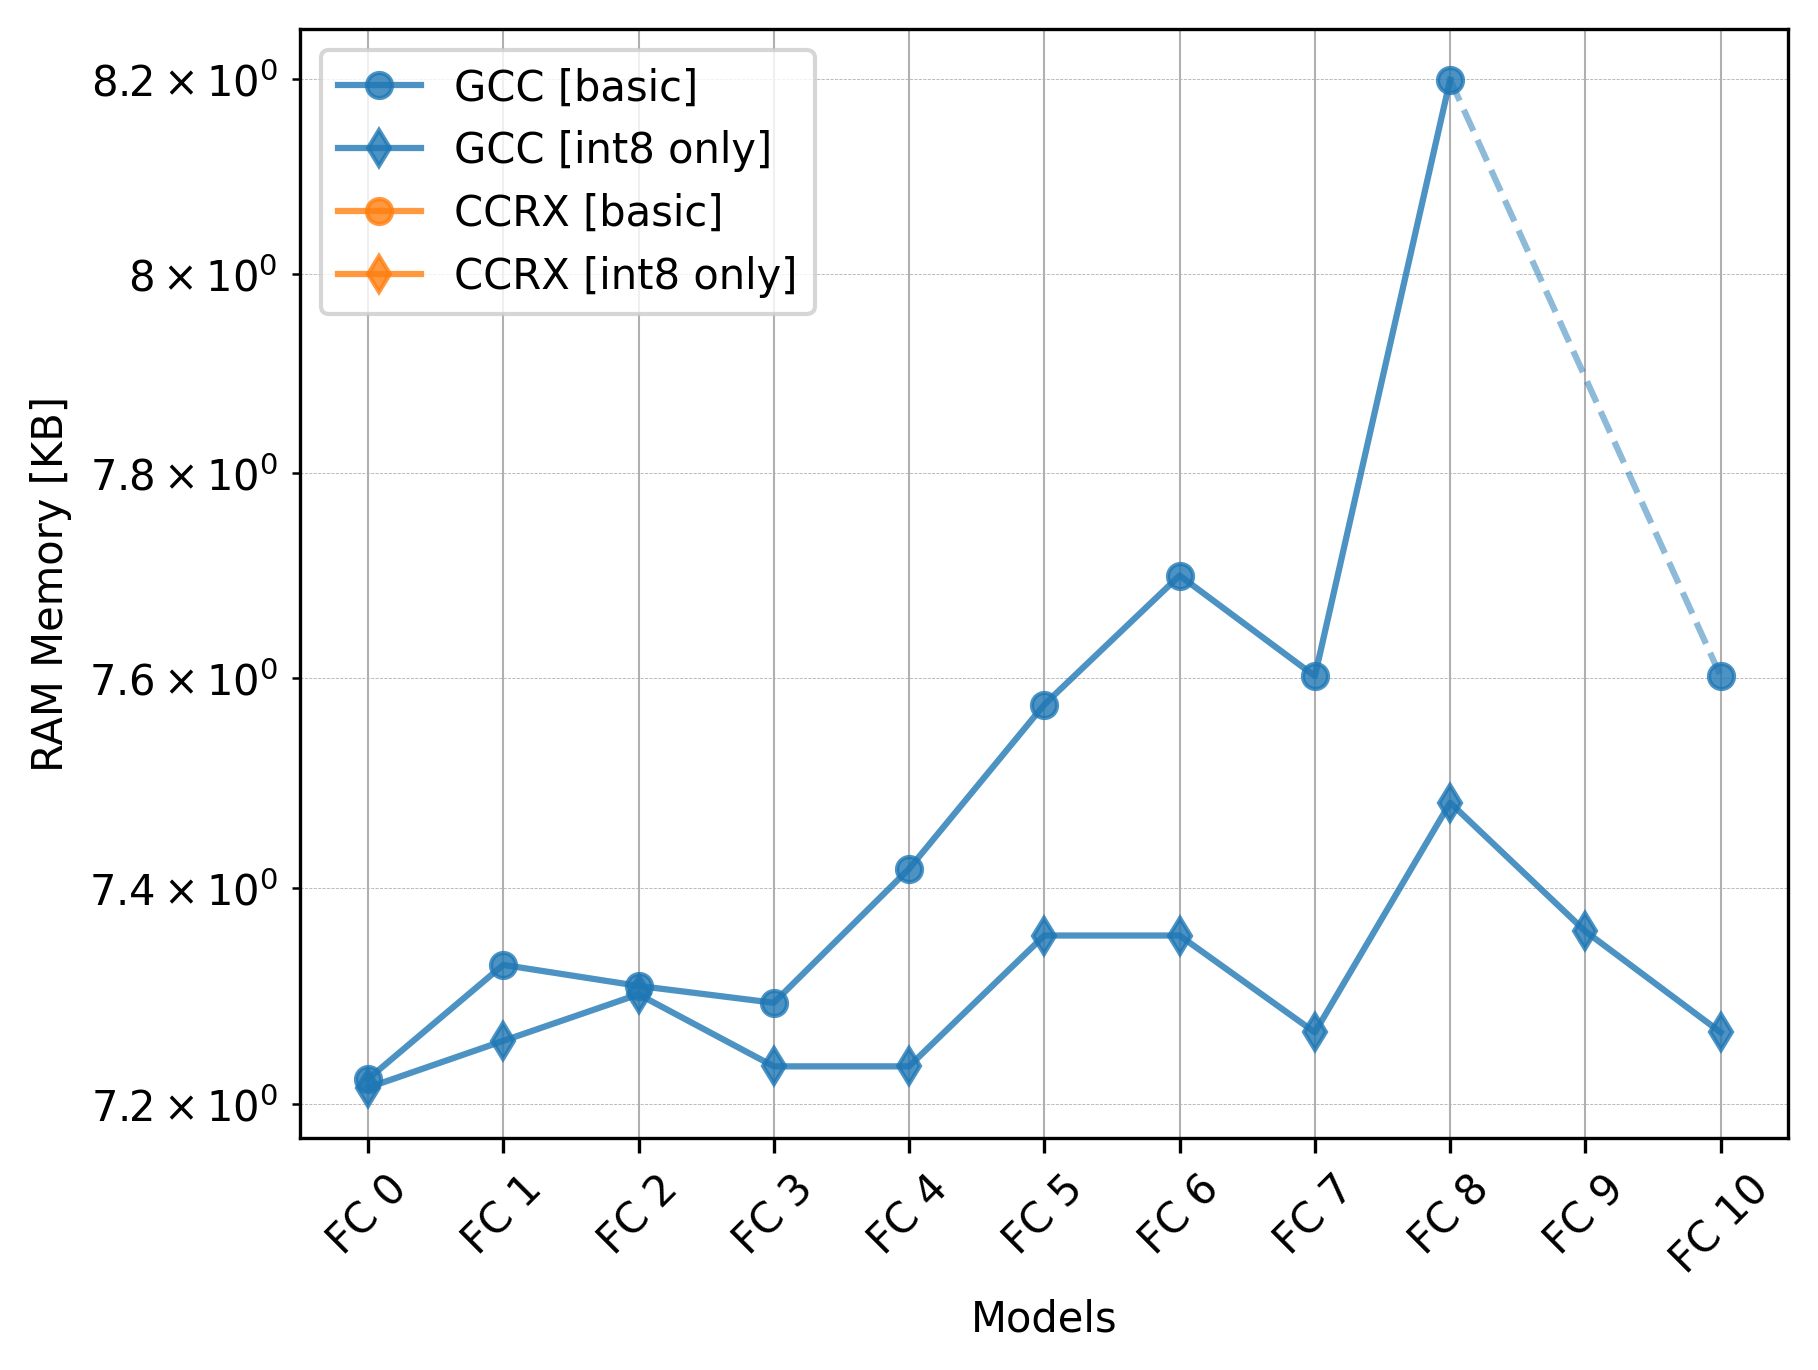 GCC [basic]
GCC [int8 only]
CCRX [basic]
CCRX [int8 only]
8.2 × 10⁰
8 × 10⁰
7.8 × 10⁰
7.6 × 10⁰
7.4 × 10⁰
7.2 × 10⁰
RAM Memory [KB]
FC 0
FC 1
FC 2
FC 3
FC 4
FC 5
FC 6
FC 7
FC 8
FC 9
FC 10
Models